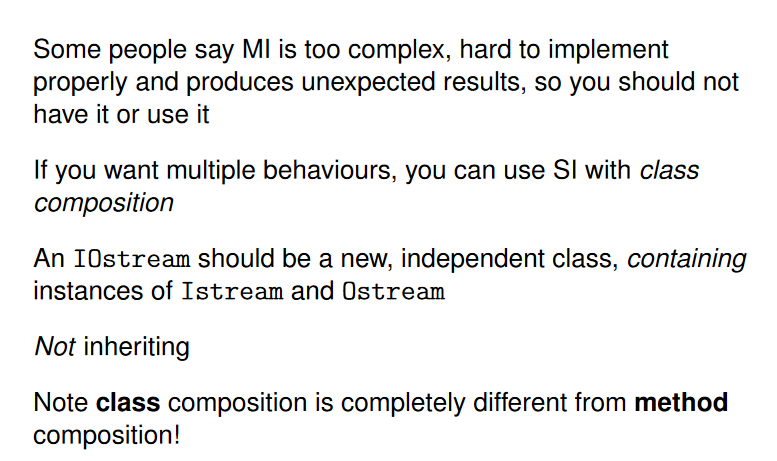 Some people say MI is too complex, hard to implement
properly and produces unexpected results, so you should not
have it or use it
If you want multiple behaviours, you can use SI with class
composition
An IOstream should be a new, independent class, containing
instances of Istream and Ostream
Not inheriting
Note class composition is completely different from method
composition!